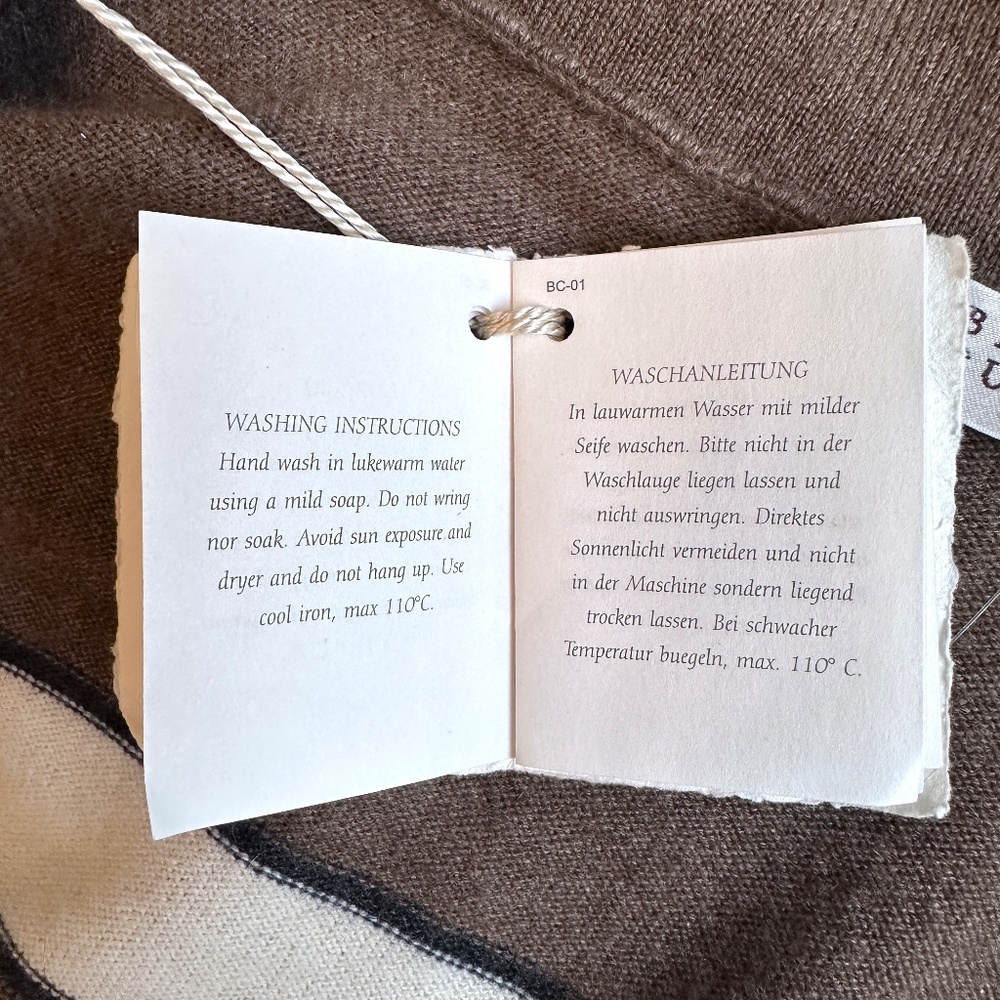 WASHING INSTRUCTIONS
Hand wash in lukewarm water
using a mild soap. Do not wring
nor soak. Avoid sun exposure and
dryer and do not hang up. Use
cool iron, max 110°C.
BC-01
WASCHANLEITUNG
In lauwarmen Wasser mit milder
Seife waschen. Bitte nicht in der
Waschlauge liegen lassen und
nicht auswringen. Direktes
Sonnenlicht vermeiden und nicht
in der Maschine sondern liegend
trocken lassen. Bei schwacher
Temperatur buegeln, max. 110° C.